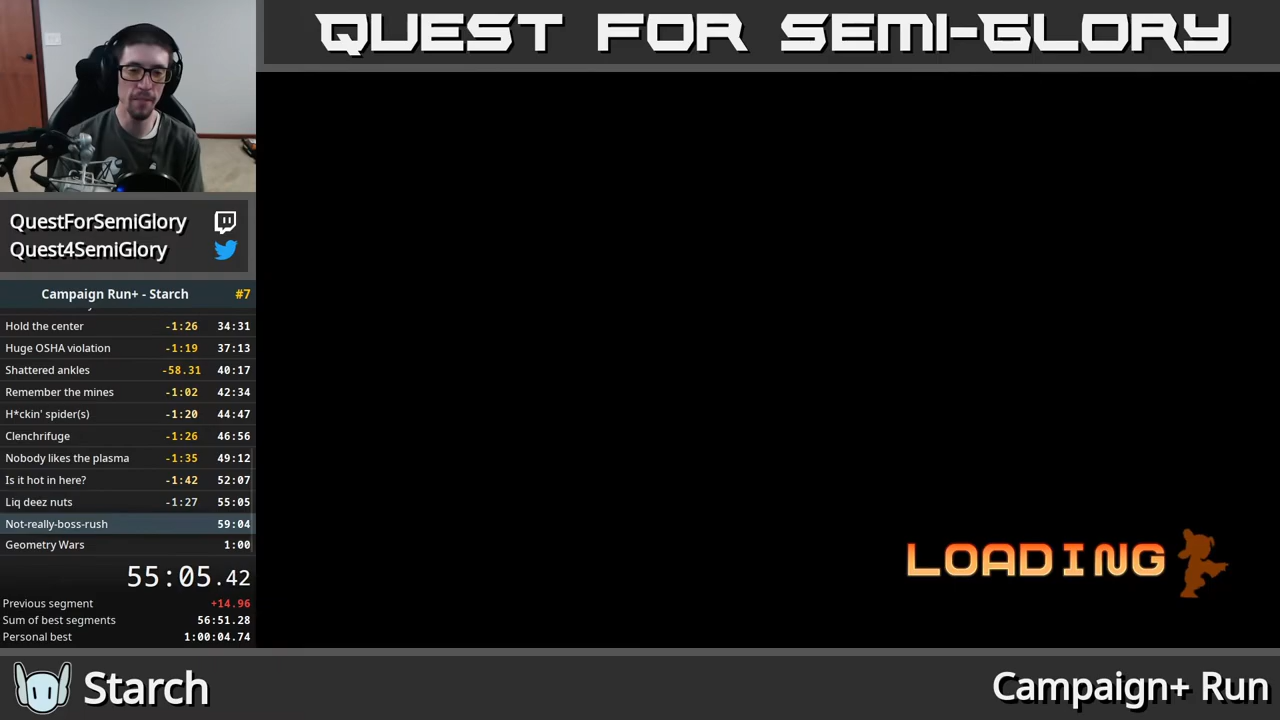 QUEST FOR SEMI-GLORY
QuestForSemiGlory
Quest4SemiGlory
Campaign Run+ - Starch #7
Hold the center -1:26 34:31
Huge OSHA violation -1:19 37:13
Shattered ankles -58.31 40:17
Remember the mines -1:02 42:34
H*ckin' spider(s) -1:20 44:47
Clenchrifuge -1:26 46:56
Nobody likes the plasma -1:35 49:12
Is it hot in here? -1:42 52:07
Liq deez nuts -1:27 55:05
Not-really-boss-rush 59:04
Geometry Wars 1:00
55:05.42
Previous segment +14.96
Sum of best segments 56:51.28
Personal best 1:00:04.74
LOADING
Starch
Campaign+ Run